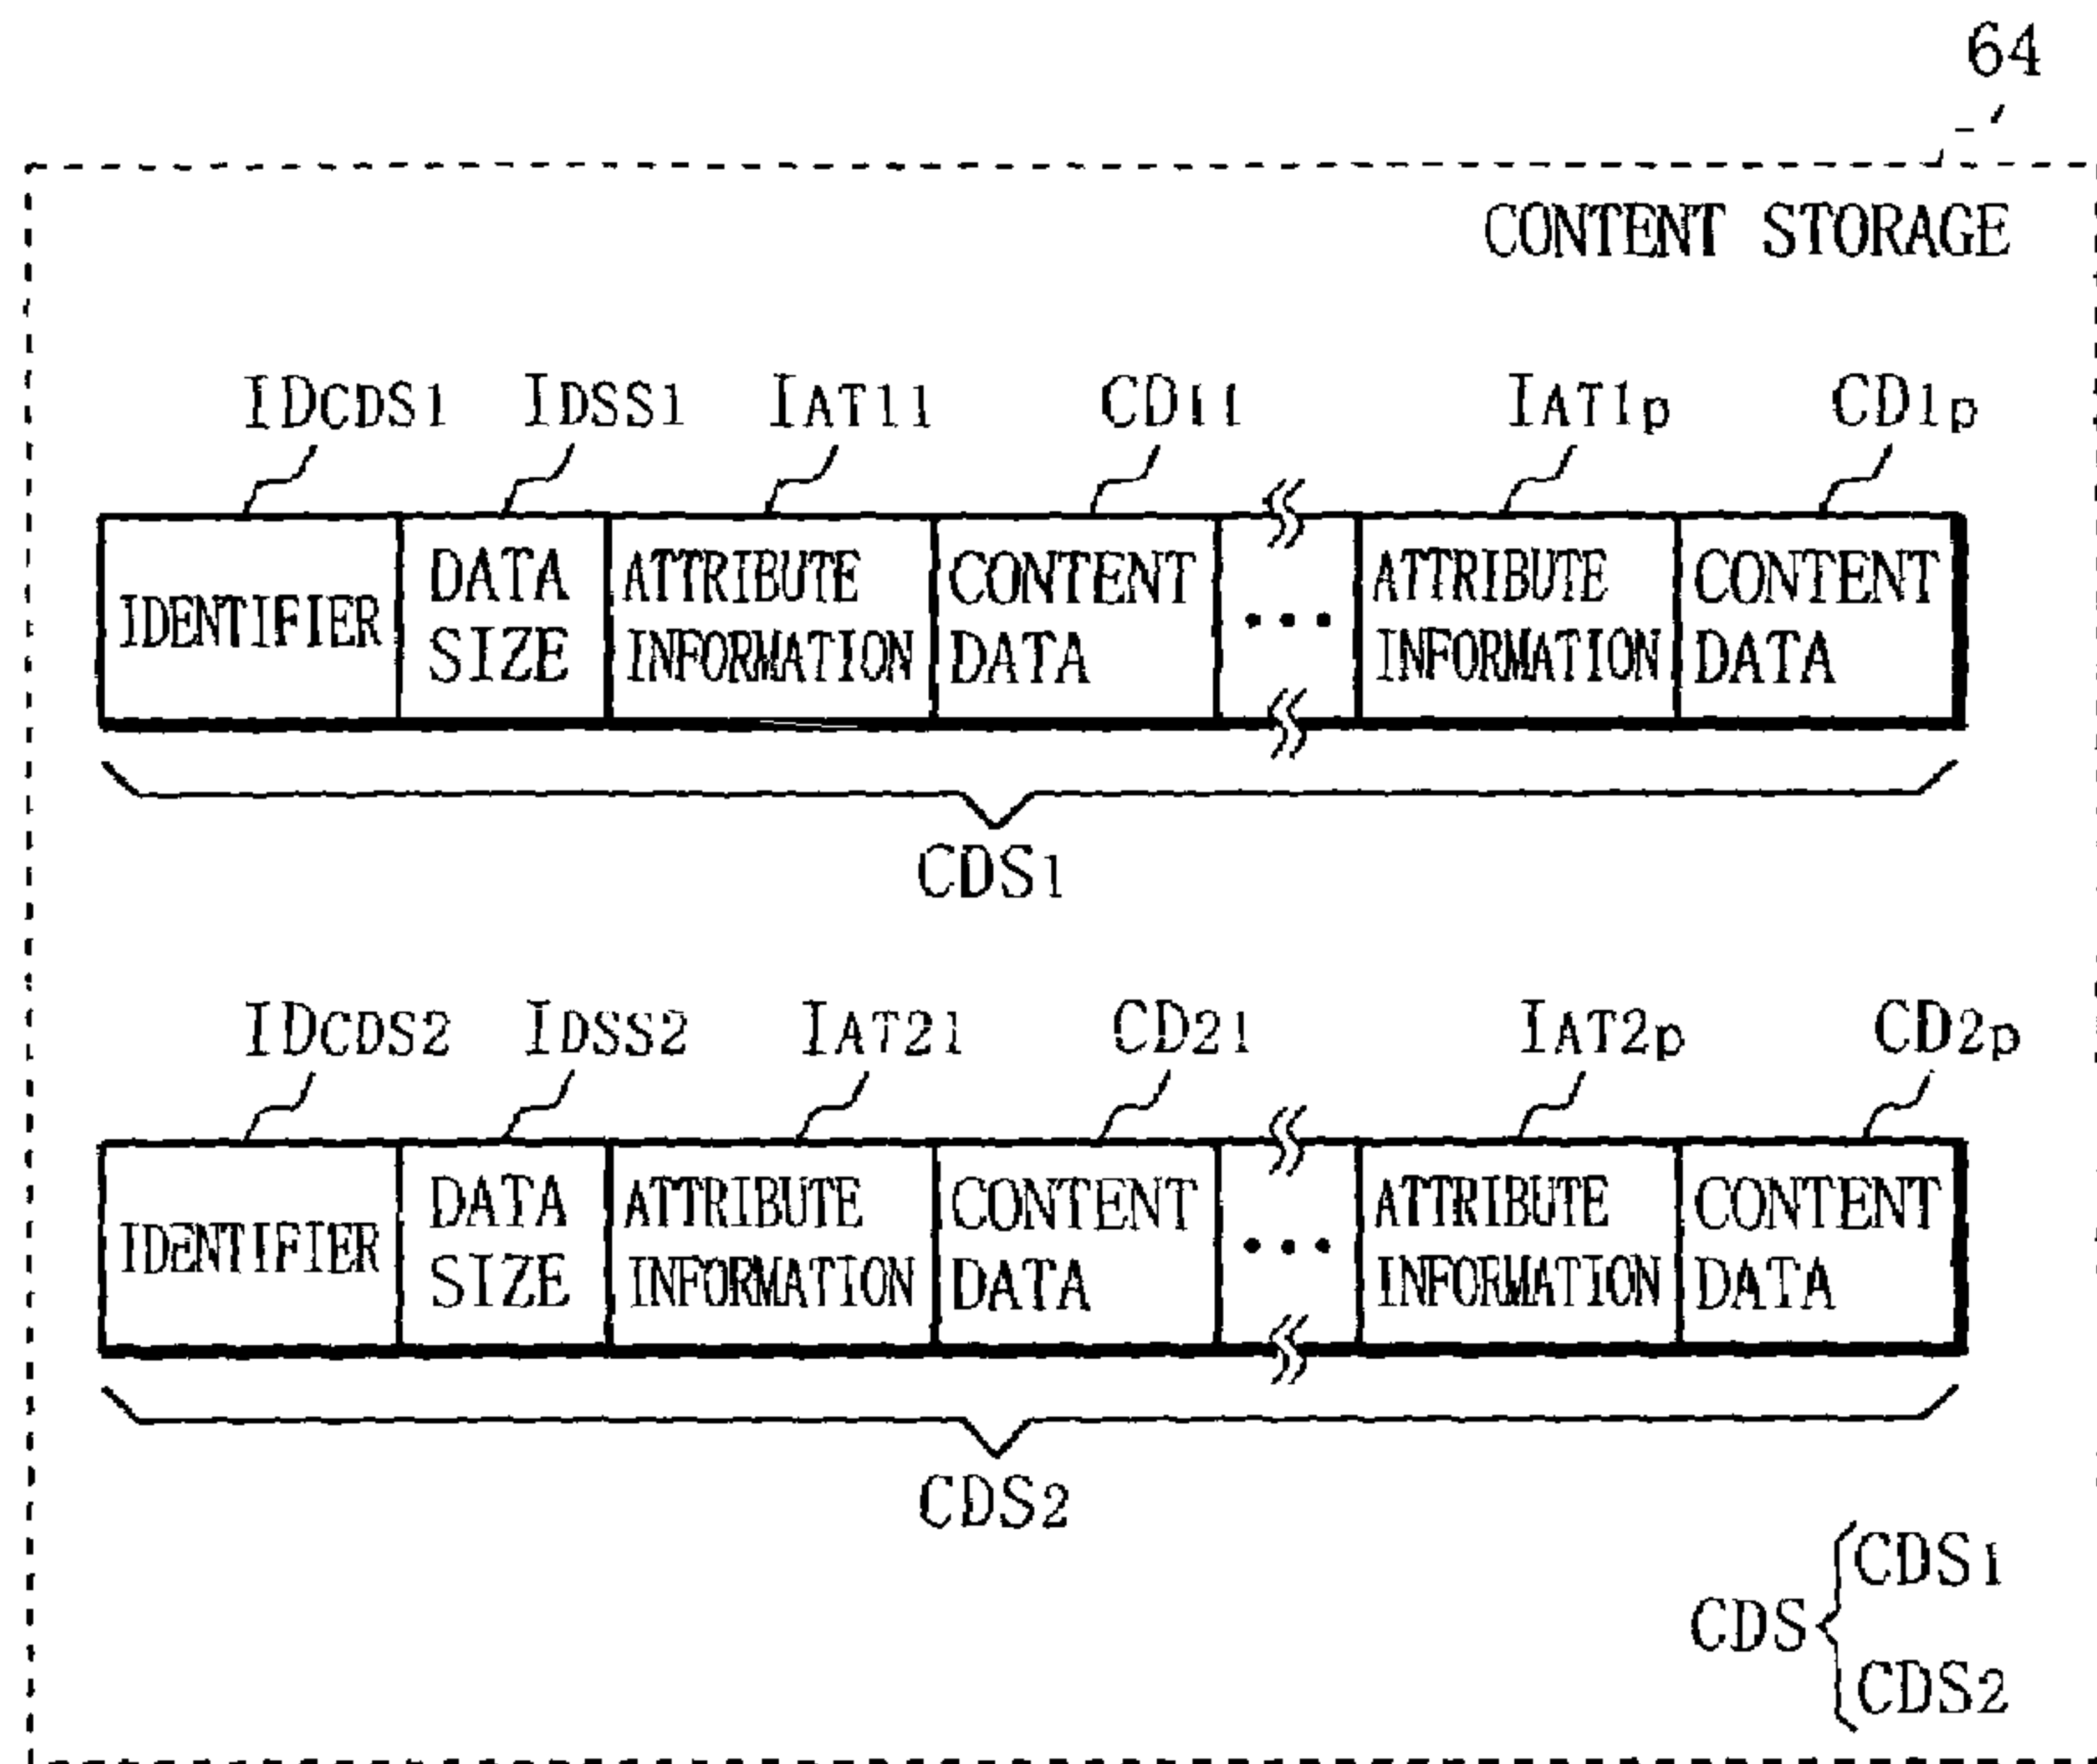 64
CONTENT STORAGE
IDCDS1 IDSS1 IAT11 CD11 IAT1p CD1p
IDENTIFIER DATA SIZE ATTRIBUTE INFORMATION CONTENT DATA ... ATTRIBUTE INFORMATION CONTENT DATA
CDS1
IDCDS2 IDSS2 IAT21 CD21 IAT2p CD2p
IDENTIFIER DATA SIZE ATTRIBUTE INFORMATION CONTENT DATA ... ATTRIBUTE INFORMATION CONTENT DATA
CDS2
CDS { CDS1
CDS2